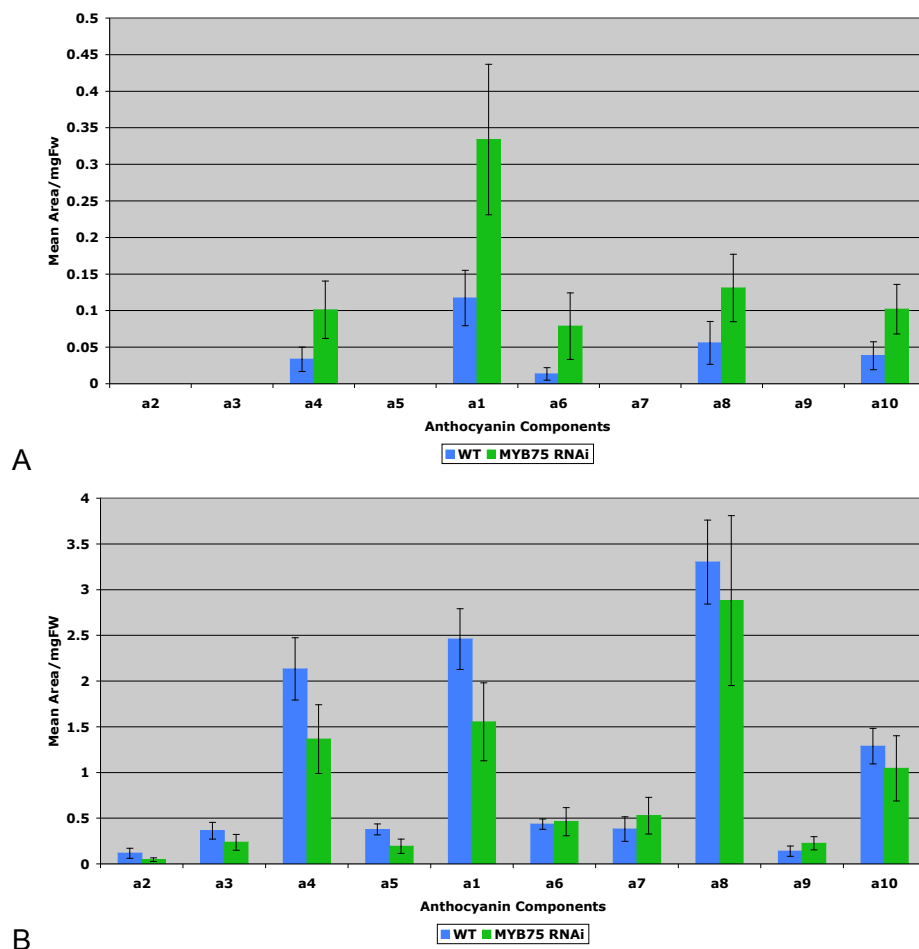 0.5
0.45
0.4
0.35
0.3
0.25
0.2
0.15
0.1
0.05
0
Mean Area/mgFw
a2 a3 a4 a5 a1 a6 a7 a8 a9 a10
Anthocyanin Components
WT MYB75 RNAi
A
4
3.5
3
2.5
2
1.5
1
0.5
0
Mean Area/mgFW
a2 a3 a4 a5 a1 a6 a7 a8 a9 a10
Anthocyanin Components
WT MYB75 RNAi
B